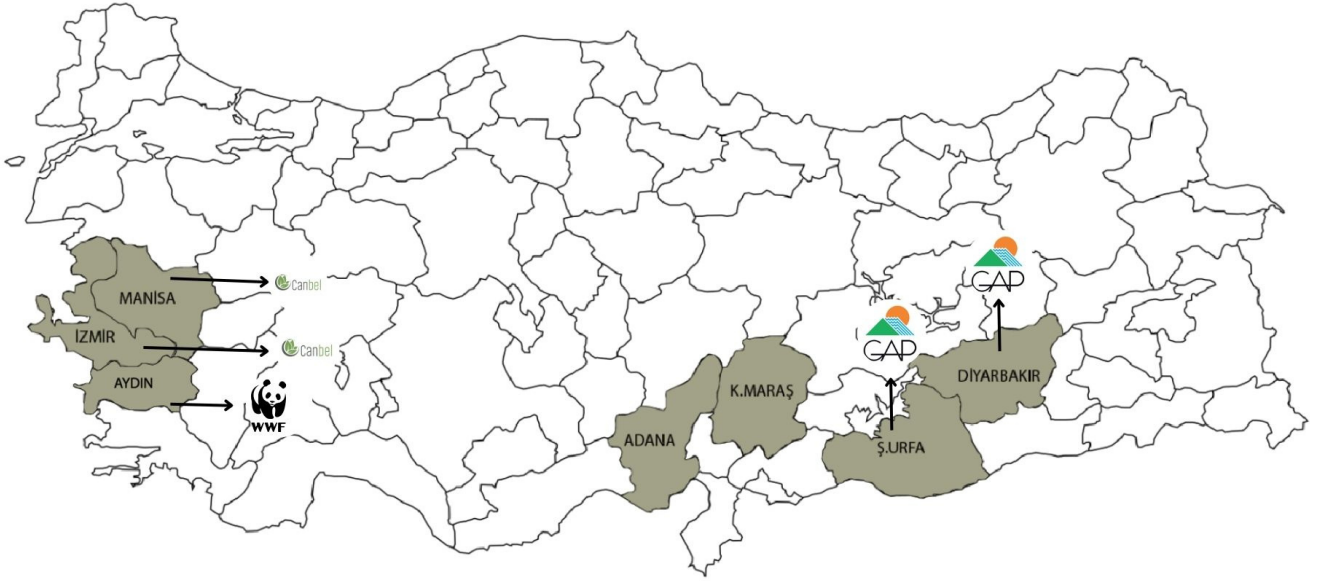 MANİSA
Canbel
İZMİR
Canbel
AYDIN
WWF
ADANA
K.MARAŞ
GAP
Ş.URFA
GAP
DİYARBAKIR